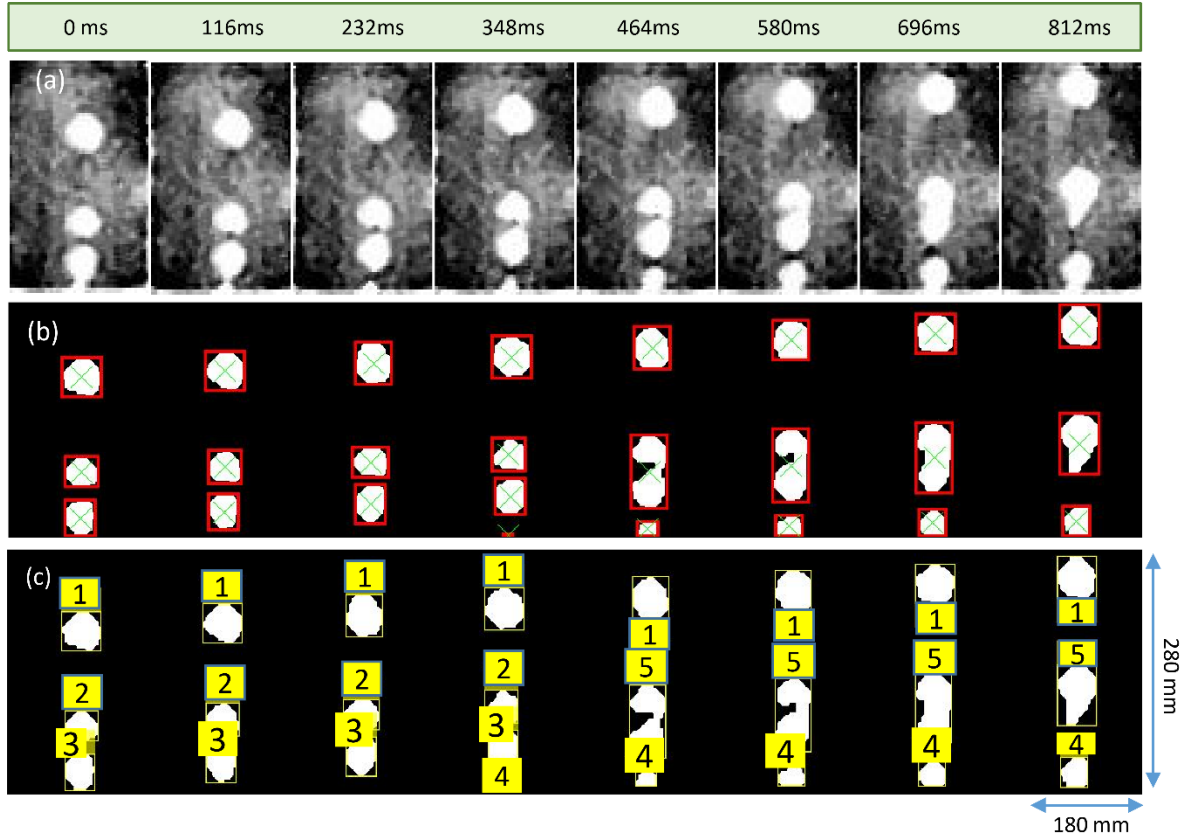 0 ms 116ms 232ms 348ms 464ms 580ms 696ms 812ms
(a)
(b)
(c)
1 1 1 1 1 1 1 1
2 2 2 2 5 5 5 5
3 3 3 3 4 4 4 4
4
280 mm
180 mm